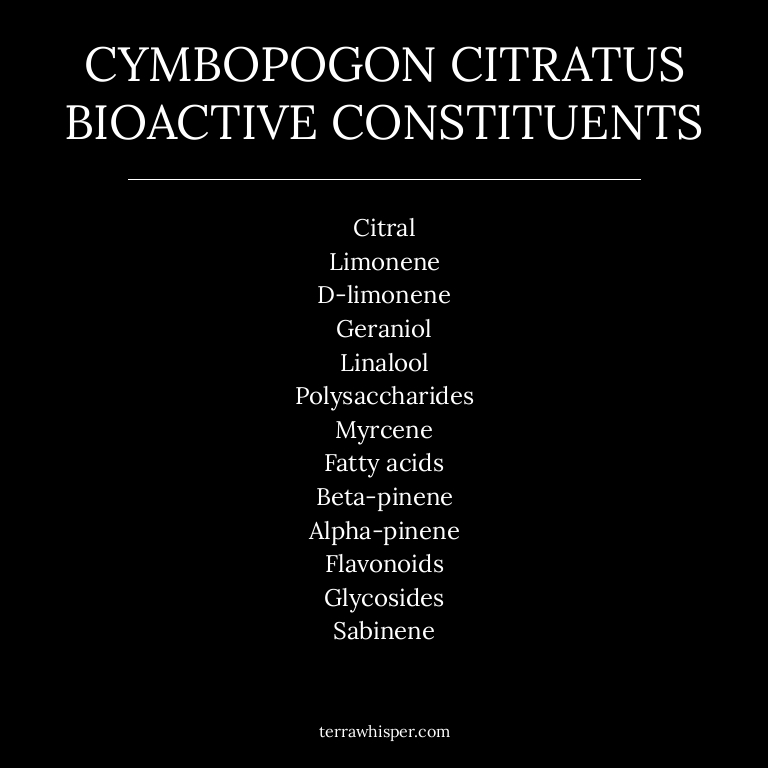 CYMBOPOGON CITRATUS
BIOACTIVE CONSTITUENTS
Citral
Limonene
D-limonene
Geraniol
Linalool
Polysaccharides
Myrcene
Fatty acids
Beta-pinene
Alpha-pinene
Flavonoids
Glycosides
Sabinene
terrawhisper.com